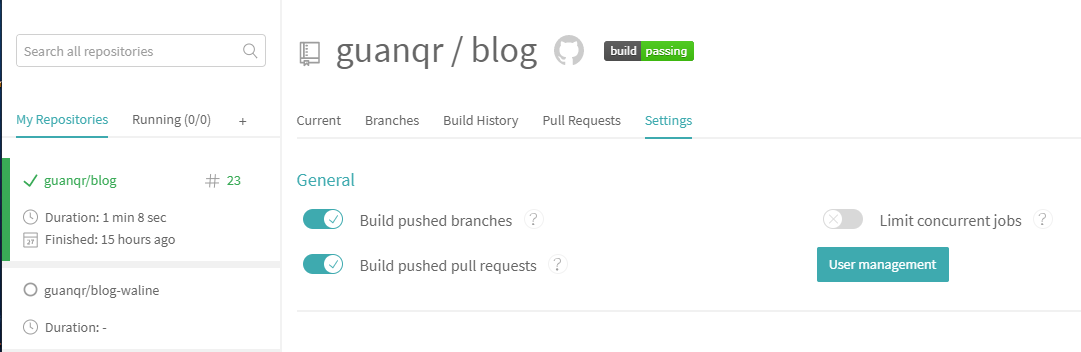 Search all repositories
My Repositories
Running (0/0)
+
guanqr/blog
# 23
Duration: 1 min 8 sec
27
Finished: 15 hours ago
guanqr/blog-waline
Duration: -
guanqr / blog
build passing
Current
Branches
Build History
Pull Requests
Settings
General
Build pushed branches ?
Limit concurrent jobs ?
Build pushed pull requests ?
User management